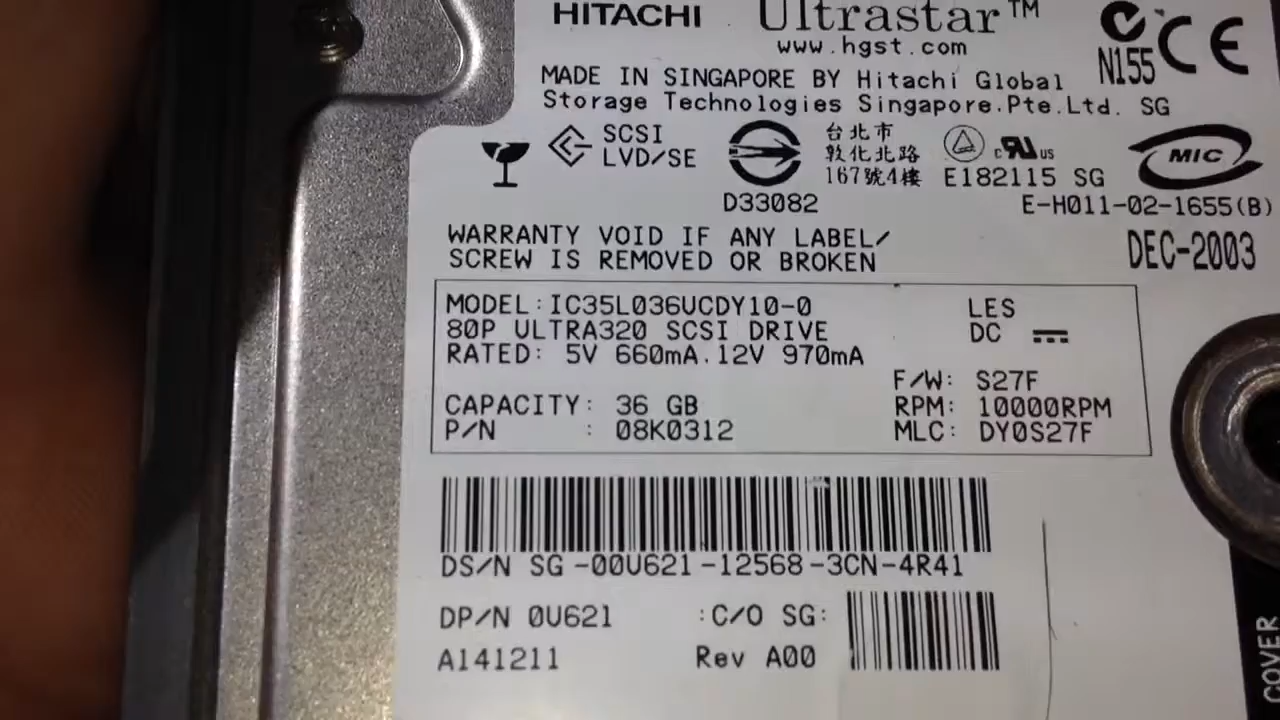 HITACHI Ultrastar™
www.hgst.com
N155
MADE IN SINGAPORE BY Hitachi Global
Storage Technologies Singapore.Pte.Ltd. SG
SCSI
LVD/SE
台北市
敦化北路
167號4樓
c UR US
E182115 SG
MIC
D33082
E-H011-02-1655(B)
WARRANTY VOID IF ANY LABEL/
SCREW IS REMOVED OR BROKEN
DEC-2003
MODEL:IC35L036UCDY10-0 LES
80P ULTRA320 SCSI DRIVE DC
RATED: 5V 660mA.12V 970mA
F/W: S27F
CAPACITY: 36 GB RPM: 10000RPM
P/N : 08K0312 MLC: DY0S27F
DS/N SG-00U621-12568-3CN-4R41
DP/N 0U621 :C/O SG:
A141211 Rev A00
COVER